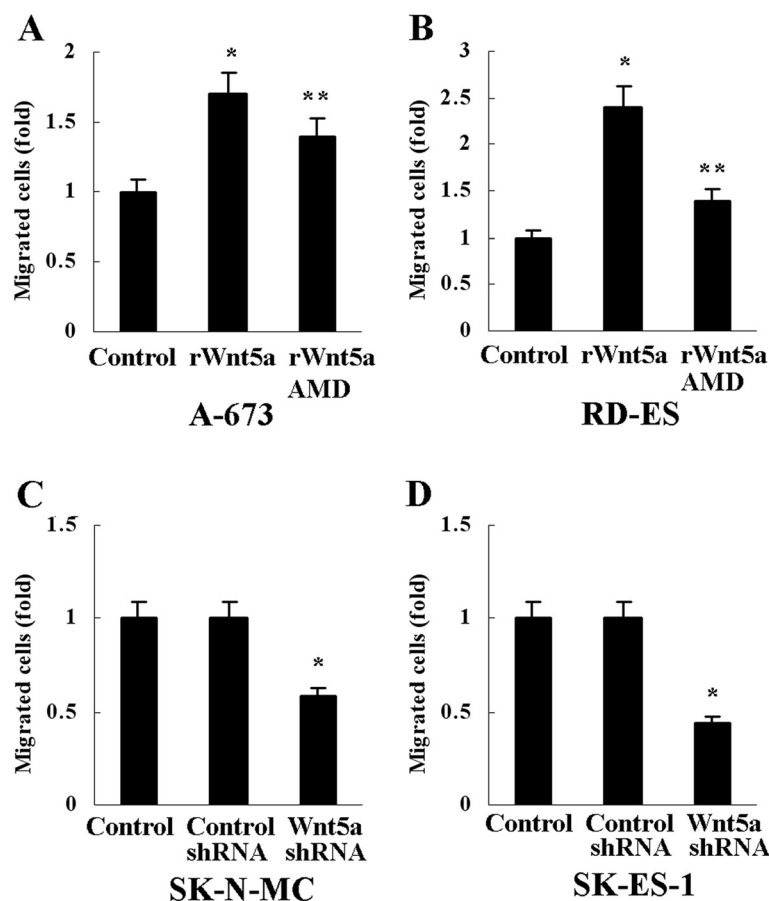 A
Migrated cells (fold)
2
1.5
1
0.5
0
*
**
Control
rWnt5a
rWnt5a
AMD
A-673
B
Migrated cells (fold)
3
2.5
2
1.5
1
0.5
0
*
**
Control
rWnt5a
rWnt5a
AMD
RD-ES
C
Migrated cells (fold)
1.5
1
0.5
0
*
Control
Control
shRNA
Wnt5a
shRNA
SK-N-MC
D
Migrated cells (fold)
1.5
1
0.5
0
*
Control
Control
shRNA
Wnt5a
shRNA
SK-ES-1